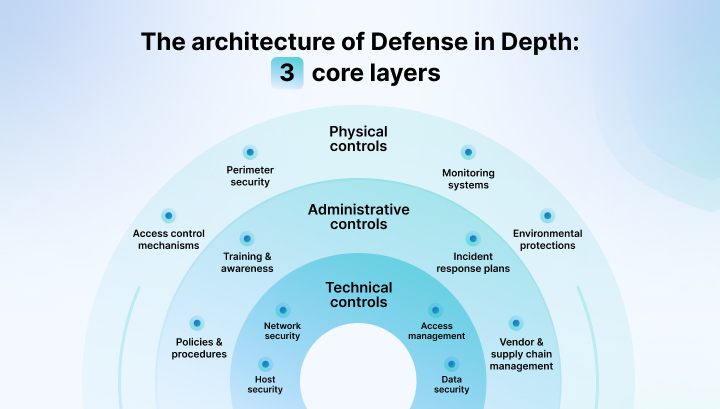 The architecture of Defense in Depth:
3 core layers
Physical
controls
Perimeter
security
Monitoring
systems
Access control
mechanisms
Environmental
protections
Administrative
controls
Training &
awareness
Incident
response plans
Policies &
procedures
Vendor &
supply chain
management
Technical
controls
Network
security
Access
management
Host
security
Data
security